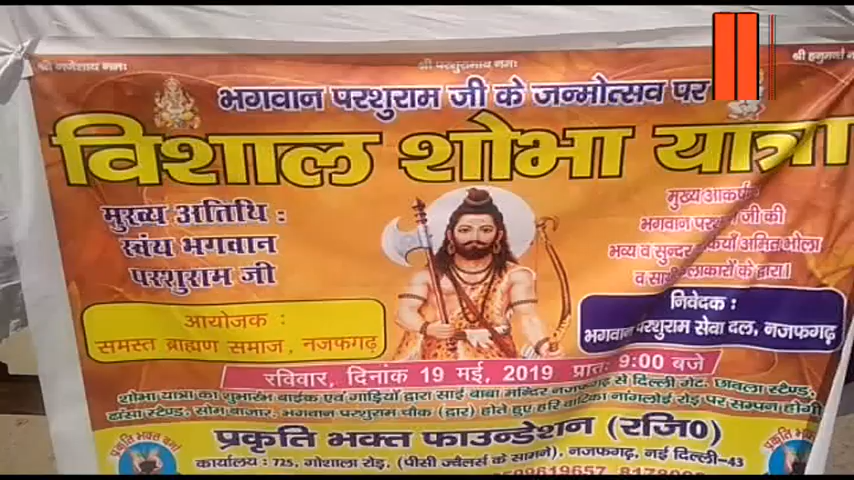 श्री गणेशाय नमः
श्री परशुरामाय नमः
श्री हनुमते
भगवान परशुराम जी के जन्मोत्सव पर
विशाल शोभा यात्रा
मुख्य अतिथि :
स्वंय भगवान
परशुराम जी
मुख्य आकर्षण
भगवान परशुराम जी की
भव्य व सुन्दर अमित भोला
व साथी कलाकारों के द्वारा।
आयोजक :
समस्त ब्राह्मण समाज, नजफगढ़
निवेदक :
भगवान परशुराम सेवा दल, नजफगढ़
रविवार, दिनांक 19 मई, 2019 प्रातः 9:00 बजे
शोभा यात्रा का शुभारंभ बाईक एवं गाड़ियों द्वारा साई बाबा मन्दिर नजफगढ़ से दिल्ली गेट, छावला स्टैण्ड,
ढांसा स्टैण्ड, सोम बाजार, भगवान परशुराम चौक (द्वार) होते हुए हरि वाटिका नांगलोई रोड़ पर सम्पन होगी
प्रकृति भक्त फाउन्डेशन (रजि0)
कार्यालय : 725, गोशाला रोड़, (पीसी ज्वैलर्स के सामने), नजफगढ़, नई दिल्ली-43